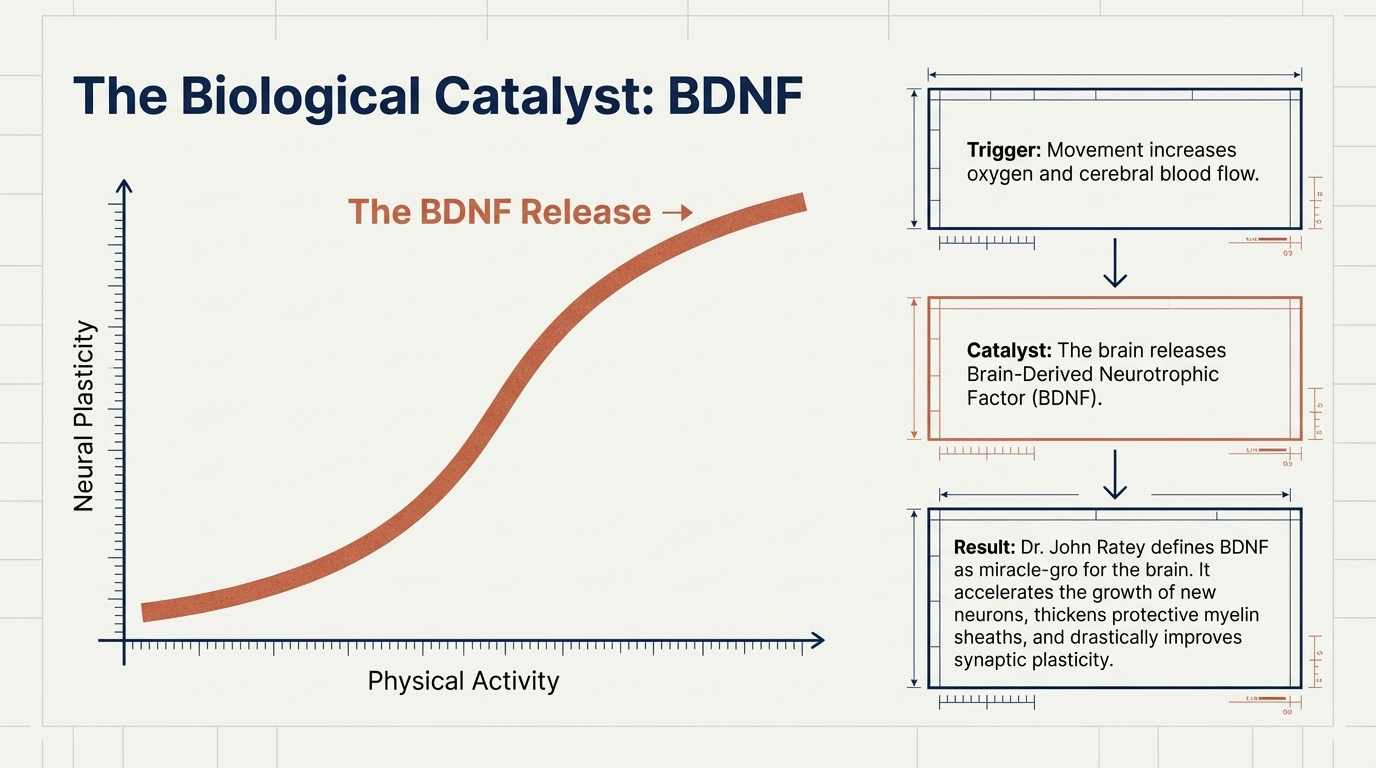 The Biological Catalyst: BDNF
The BDNF Release →
Neural Plasticity
Physical Activity
Trigger: Movement increases
oxygen and cerebral blood flow.
Catalyst: The brain releases
Brain-Derived Neurotrophic
Factor (BDNF).
Result: Dr. John Ratey defines BDNF
as miracle-gro for the brain. It
accelerates the growth of new
neurons, thickens protective myelin
sheaths, and drastically improves
synaptic plasticity.